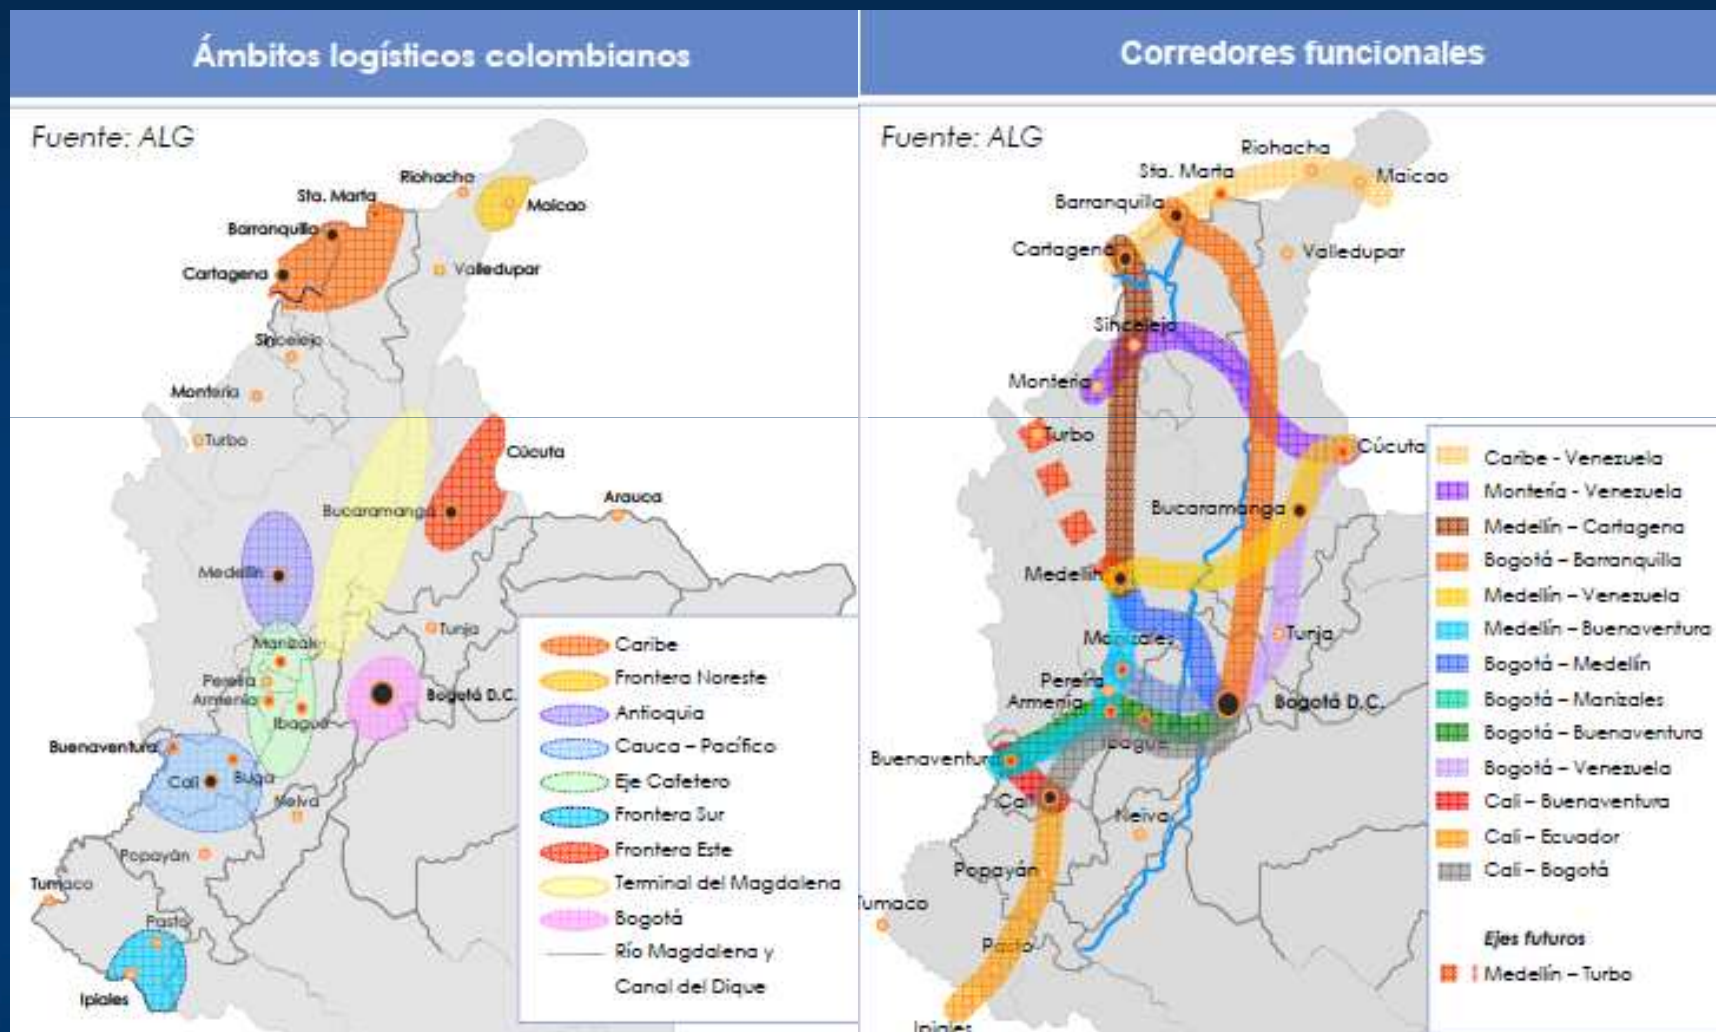 Ámbitos logísticos colombianos
Fuente: ALG
Riohacha
Sta. Marta
Maicao
Barranquilla
Cartagena
Valledupar
Sincelejo
Montería
Turbo
Cúcuta
Arauca
Bucaramanga
Medellín
Tunja
Manizales
Pereira
Armenia
Ibagué
Bogotá D.C.
Buenaventura
Buga
Cali
Neiva
Popayán
Tumaco
Pasto
Ipiales
Caribe
Frontera Noreste
Antioquia
Cauca – Pacífico
Eje Cafetero
Frontera Sur
Frontera Este
Terminal del Magdalena
Bogotá
Río Magdalena y
Canal del Dique
Corredores funcionales
Fuente: ALG
Riohacha
Sta. Marta
Maicao
Barranquilla
Cartagena
Valledupar
Sincelejo
Montería
Turbo
Cúcuta
Bucaramanga
Medellín
Manizales
Tunja
Pereira
Armenia
Bogotá D.C.
Ibagué
Buenaventura
Cali
Neiva
Popayán
Tumaco
Pasto
Ipiales
Caribe - Venezuela
Montería - Venezuela
Medellín – Cartagena
Bogotá – Barranquilla
Medellín – Venezuela
Medellín – Buenaventura
Bogotá – Medellín
Bogotá – Manizales
Bogotá – Buenaventura
Bogotá – Venezuela
Cali – Buenaventura
Cali – Ecuador
Cali – Bogotá
Ejes futuros
Medellín – Turbo